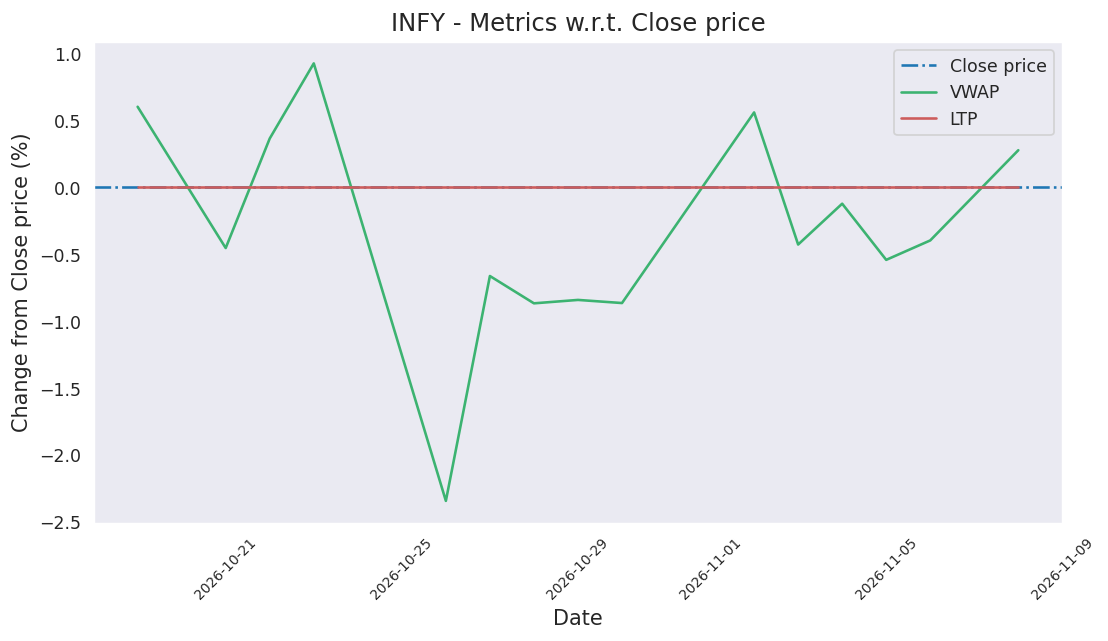 INFY - Metrics w.r.t. Close price
1.0
0.5
0.0
−0.5
−1.0
−1.5
−2.0
−2.5
Change from Close price (%)
Close price
VWAP
LTP
2026-10-21
2026-10-25
2026-10-29
2026-11-01
2026-11-05
2026-11-09
Date